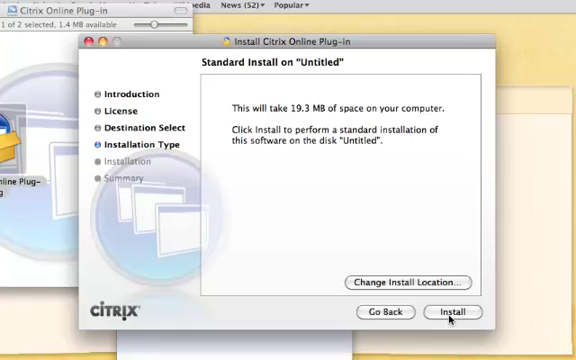 News (52)▾ Popular▾
Citrix Online Plug-in
1 of 2 selected, 1.4 MB available
Install Citrix Online Plug-in
Standard Install on "Untitled"
Introduction
License
Destination Select
Installation Type
Installation
Summary
This will take 19.3 MB of space on your computer.
Click Install to perform a standard installation of
this software on the disk "Untitled".
nline Plug-
Change Install Location...
CITRIX
Go Back
Install